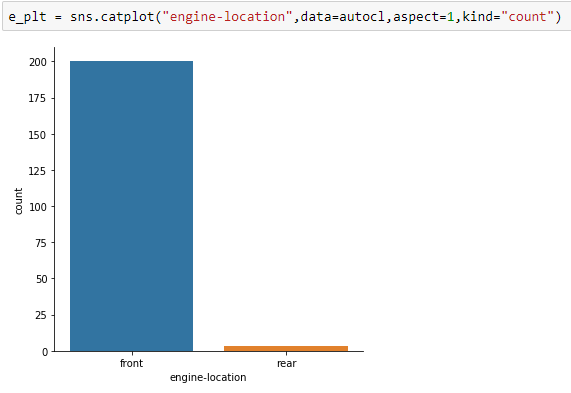 e_plt = sns.catplot("engine-location",data=autocl,aspect=1,kind="count")
200
175
150
125
100
75
50
25
0
count
front rear
engine-location